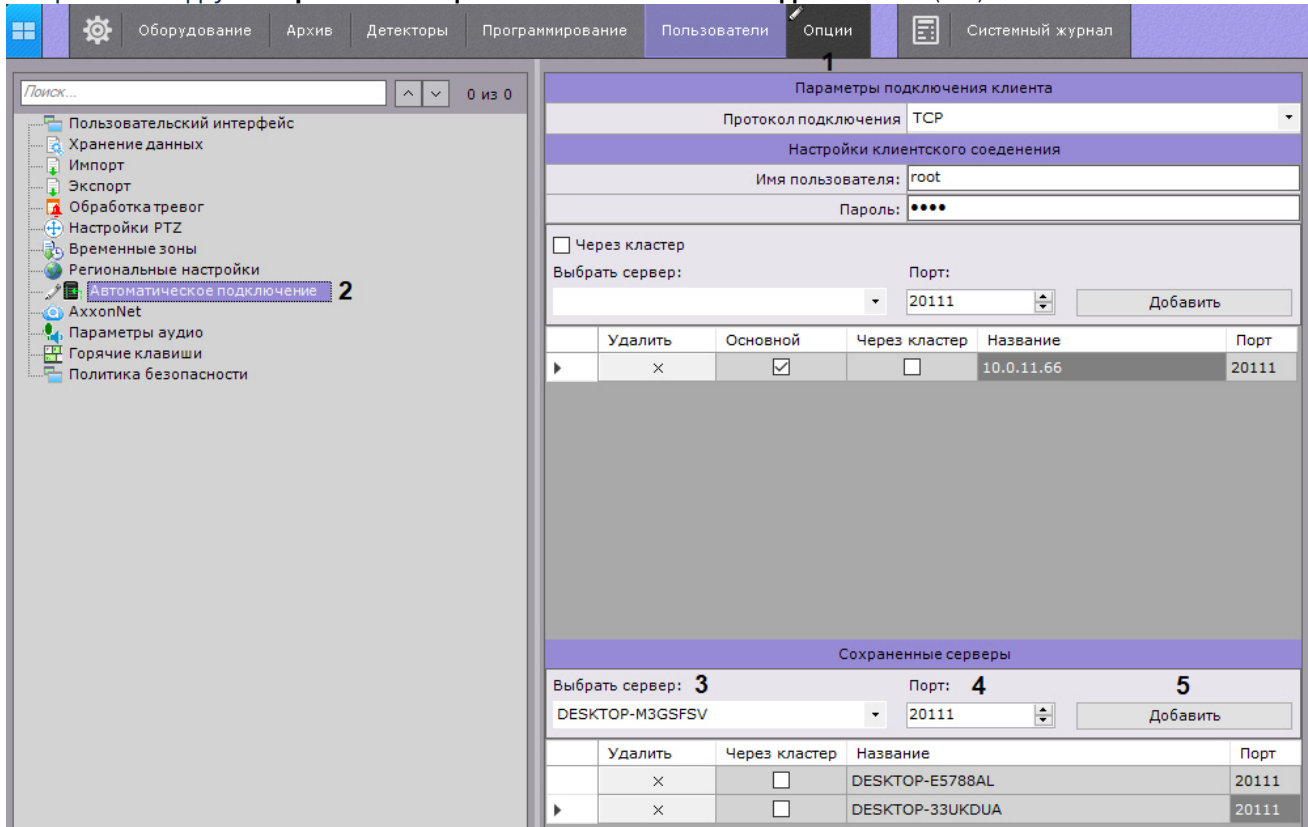 Оборудование Архив Детекторы Программирование Пользователи Опции Системный журнал
1
Поиск...
0 из 0
Пользовательский интерфейс
Хранение данных
Импорт
Экспорт
Обработка тревог
Настройки PTZ
Временные зоны
Региональные настройки
Автоматическое подключение 2
AxxonNet
Параметры аудио
Горячие клавиши
Политика безопасности
Параметры подключения клиента
Протокол подключения TCP
Настройки клиентского соеденения
Имя пользователя: root
Пароль: ••••
Через кластер
Выбрать сервер: Порт:
20111 Добавить
Удалить Основной Через кластер Название Порт
10.0.11.66 20111
Сохраненные серверы
Выбрать сервер: 3 Порт: 4 5
DESKTOP-M3GSFSV 20111 Добавить
Удалить Через кластер Название Порт
DESKTOP-E5788AL 20111
DESKTOP-33UKDUA 20111